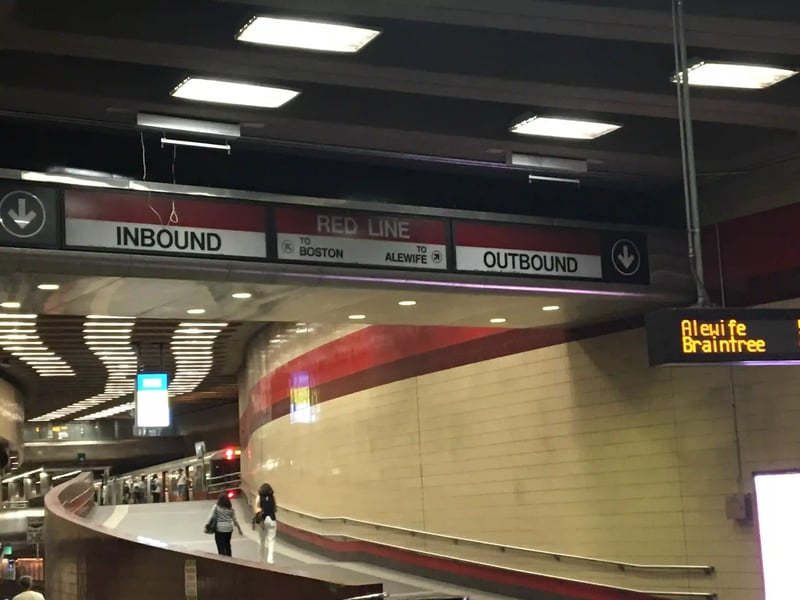 INBOUND
RED LINE
TO BOSTON
TO ALEWIFE
OUTBOUND
Alewife
Braintree